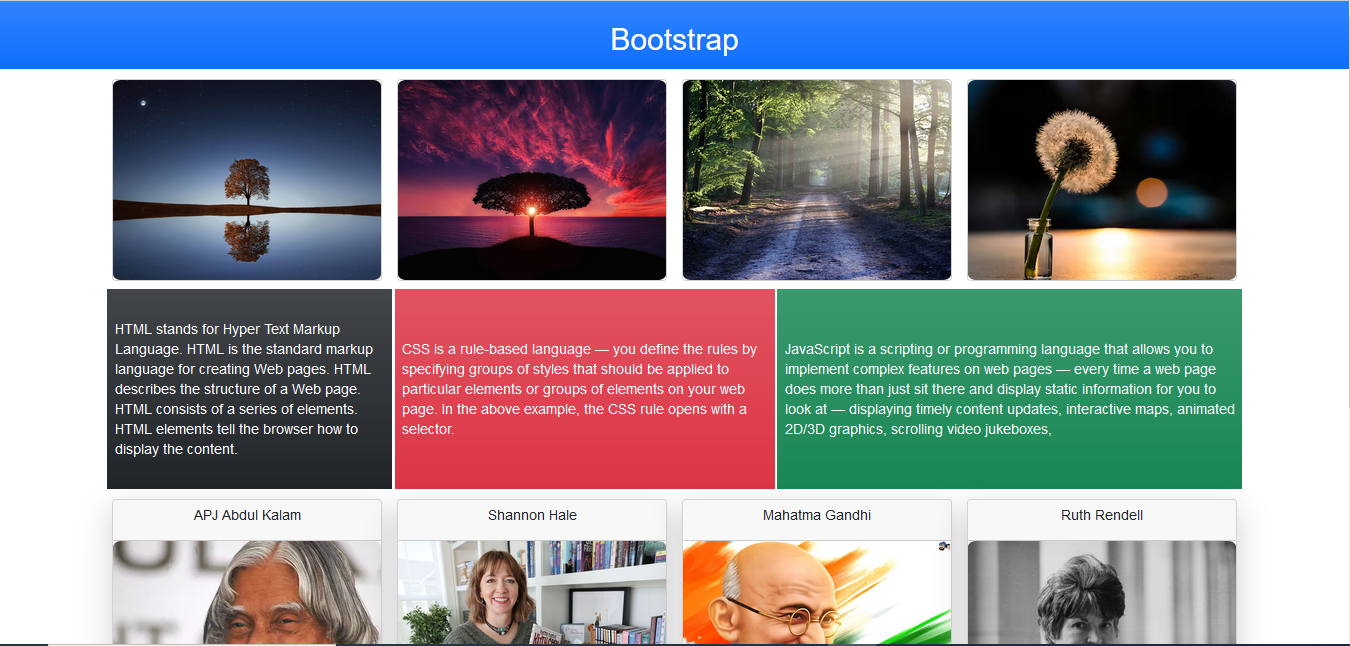 Bootstrap
HTML stands for Hyper Text Markup
Language. HTML is the standard markup
language for creating Web pages. HTML
describes the structure of a Web page.
HTML consists of a series of elements.
HTML elements tell the browser how to
display the content.
CSS is a rule-based language — you define the rules by
specifying groups of styles that should be applied to
particular elements or groups of elements on your web
page. In the above example, the CSS rule opens with a
selector.
JavaScript is a scripting or programming language that allows you to
implement complex features on web pages — every time a web page
does more than just sit there and display static information for you to
look at — displaying timely content updates, interactive maps, animated
2D/3D graphics, scrolling video jukeboxes,
APJ Abdul Kalam
Shannon Hale
Mahatma Gandhi
Ruth Rendell